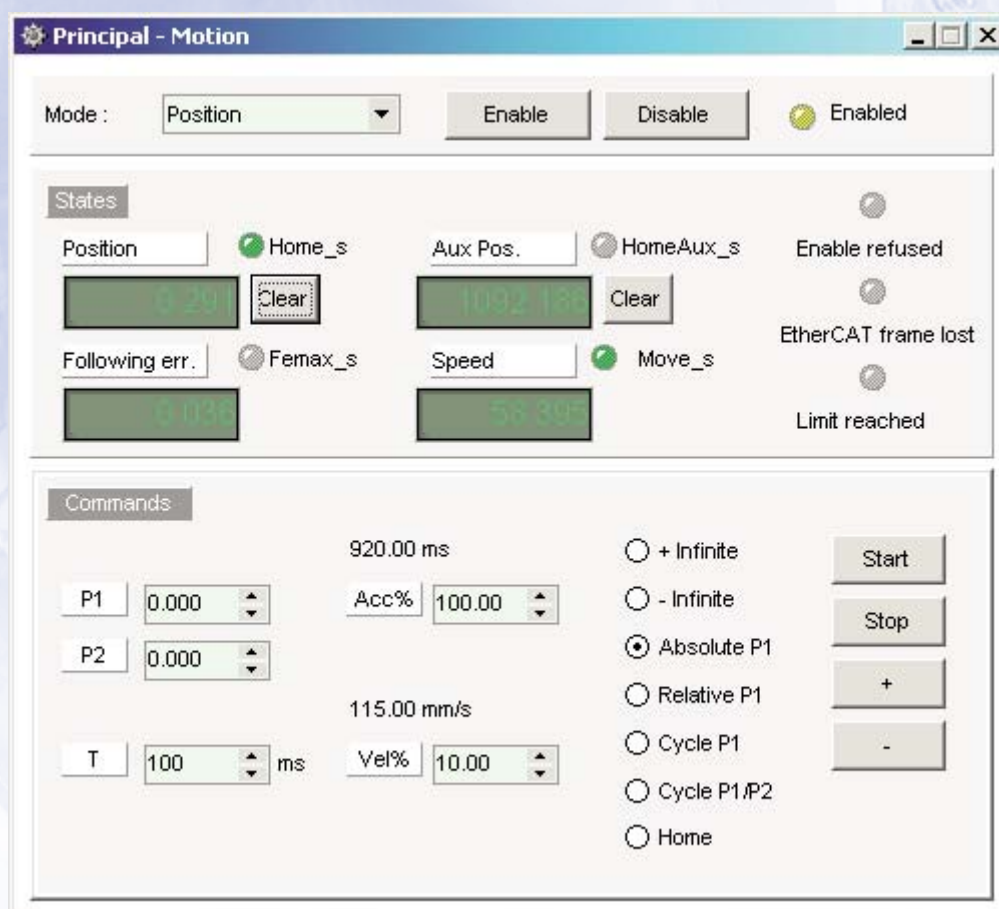 Principal - Motion
Mode :
Position
Enable
Disable
Enabled
States
Position
Home_s
Aux Pos.
HomeAux_s
Enable refused
Clear
1092 186
Clear
EtherCAT frame lost
Following err.
Femax_s
Speed
Move_s
0 036
58 395
Limit reached
Commands
920.00 ms
+ Infinite
Start
P1
0.000
Acc%
100.00
- Infinite
Stop
P2
0.000
Absolute P1
+
Relative P1
115.00 mm/s
-
T
100
ms
Vel%
10.00
Cycle P1
Cycle P1/P2
Home